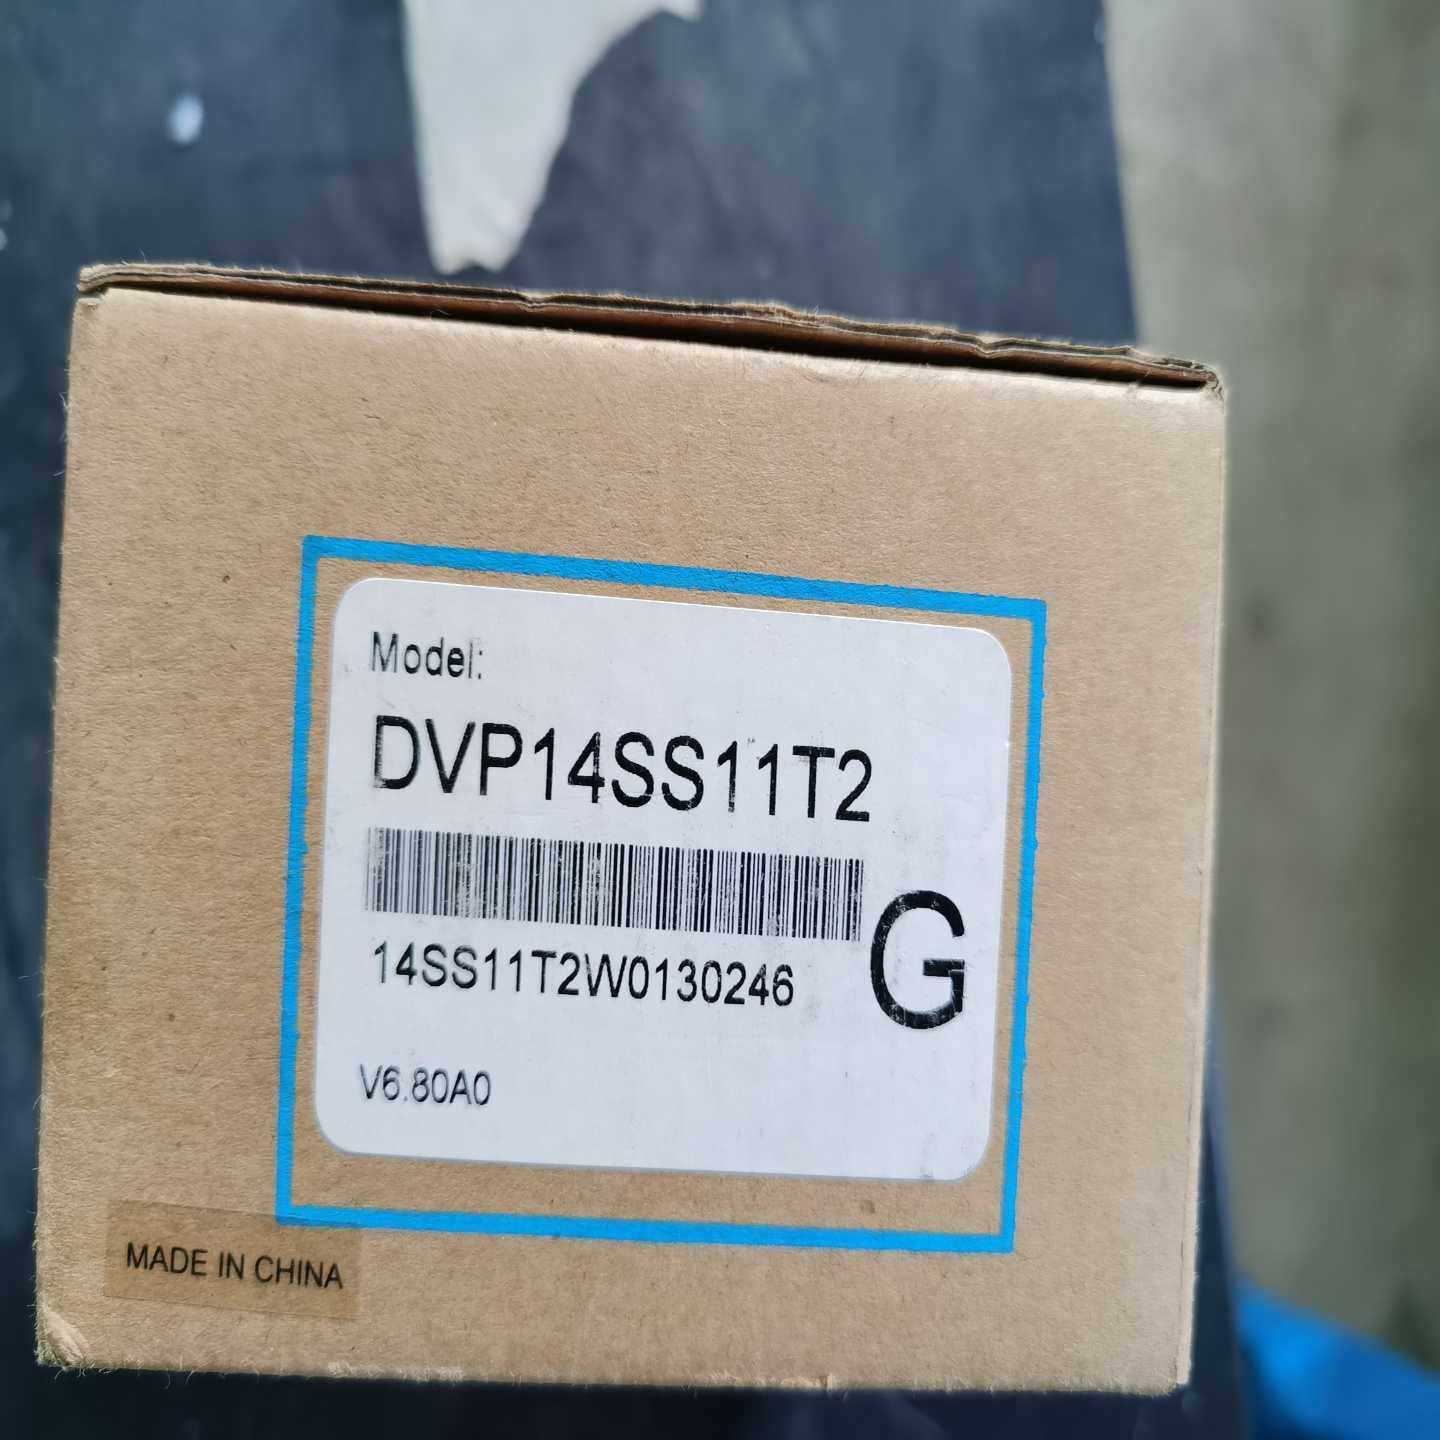 Model:
DVP14SS11T2
14SS11T2W0130246
G
V6.80A0
MADE IN CHINA